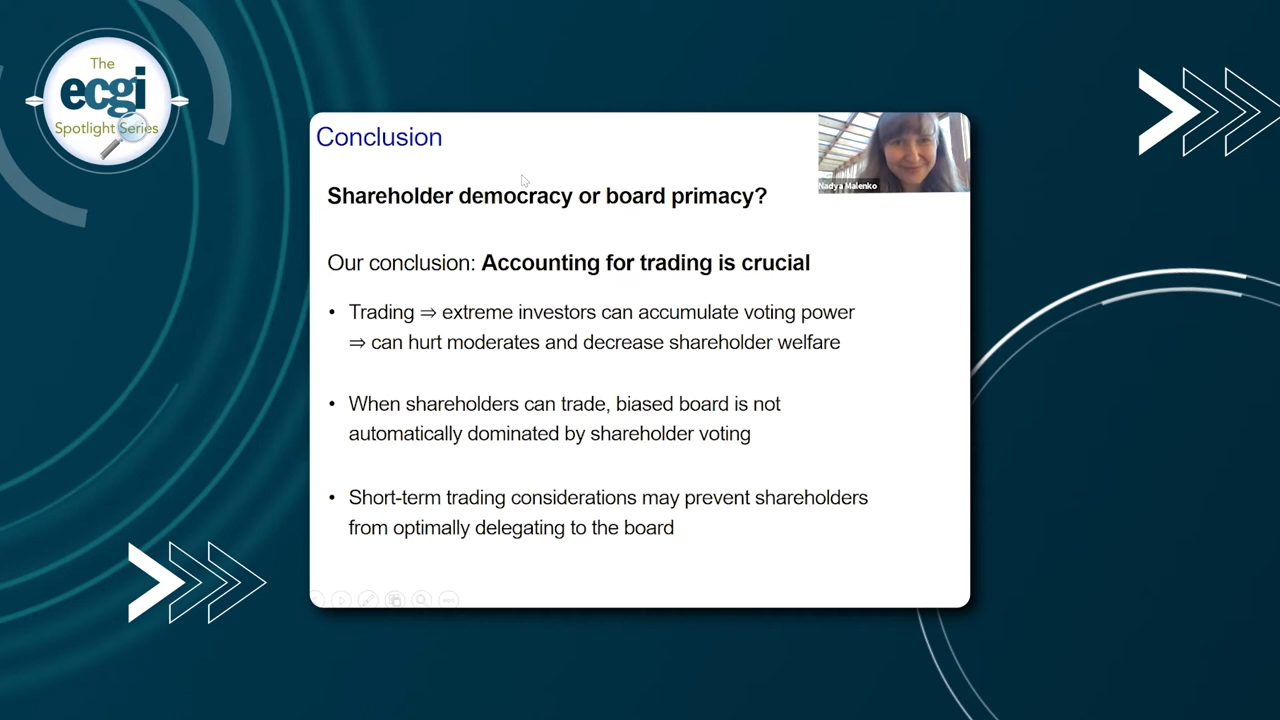 The
ecgi
Spotlight Series
Conclusion
Nadya Malenko
Shareholder democracy or board primacy?
Our conclusion: Accounting for trading is crucial
• Trading ⇒ extreme investors can accumulate voting power
⇒ can hurt moderates and decrease shareholder welfare
• When shareholders can trade, biased board is not
automatically dominated by shareholder voting
• Short-term trading considerations may prevent shareholders
from optimally delegating to the board